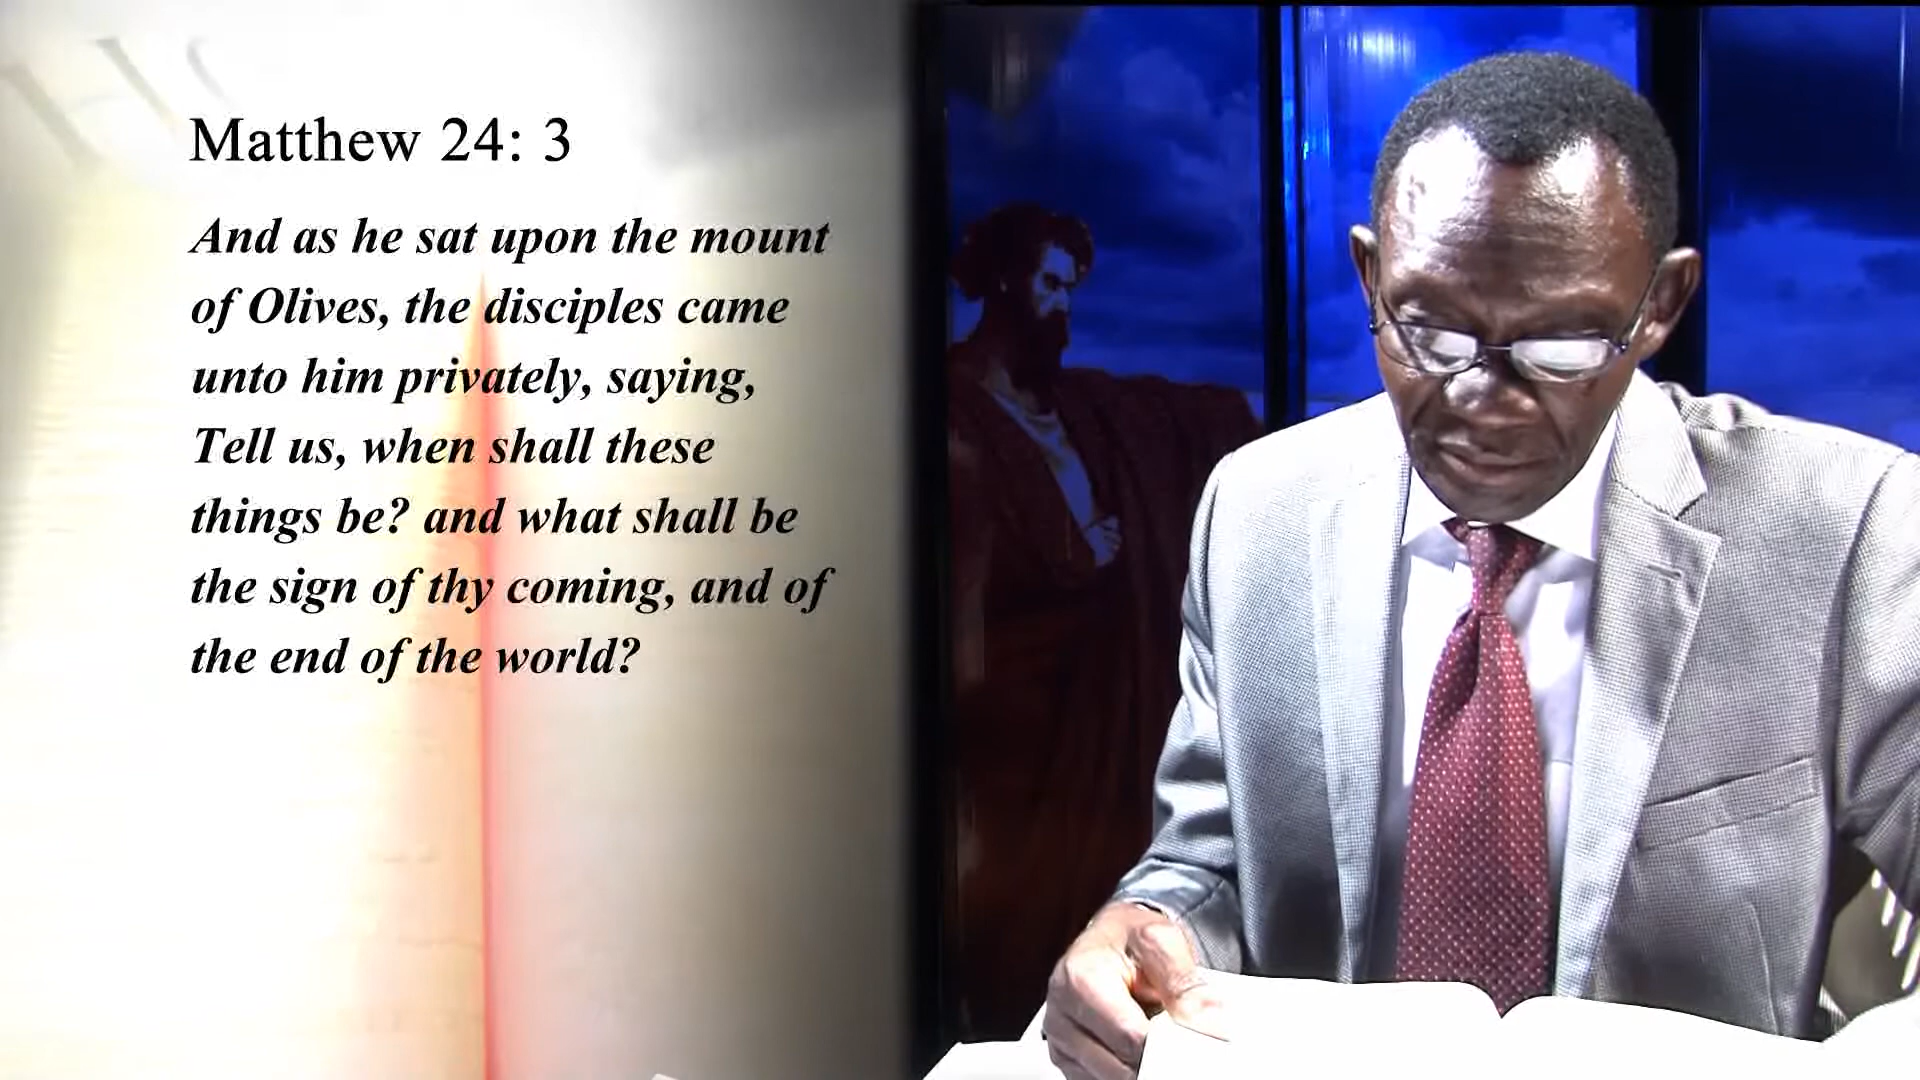 Matthew 24: 3
And as he sat upon the mount
of Olives, the disciples came
unto him privately, saying,
Tell us, when shall these
things be? and what shall be
the sign of thy coming, and of
the end of the world?